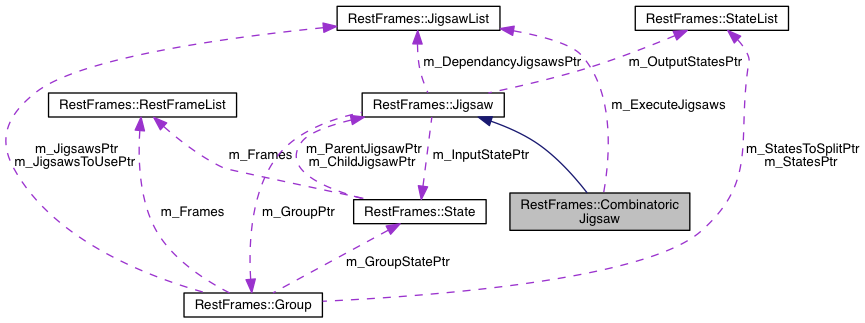 RestFrames::JigsawList
RestFrames::StateList
m_DependancyJigsawsPtr
m_OutputStatesPtr
RestFrames::RestFrameList
RestFrames::Jigsaw
m_ExecuteJigsaws
m_JigsawsPtr
m_JigsawsToUsePtr
m_Frames
m_ParentJigsawPtr
m_ChildJigsawPtr
m_InputStatePtr
m_StatesToSplitPtr
m_StatesPtr
m_Frames
m_GroupPtr
RestFrames::State
RestFrames::Combinatoric
Jigsaw
m_GroupStatePtr
RestFrames::Group